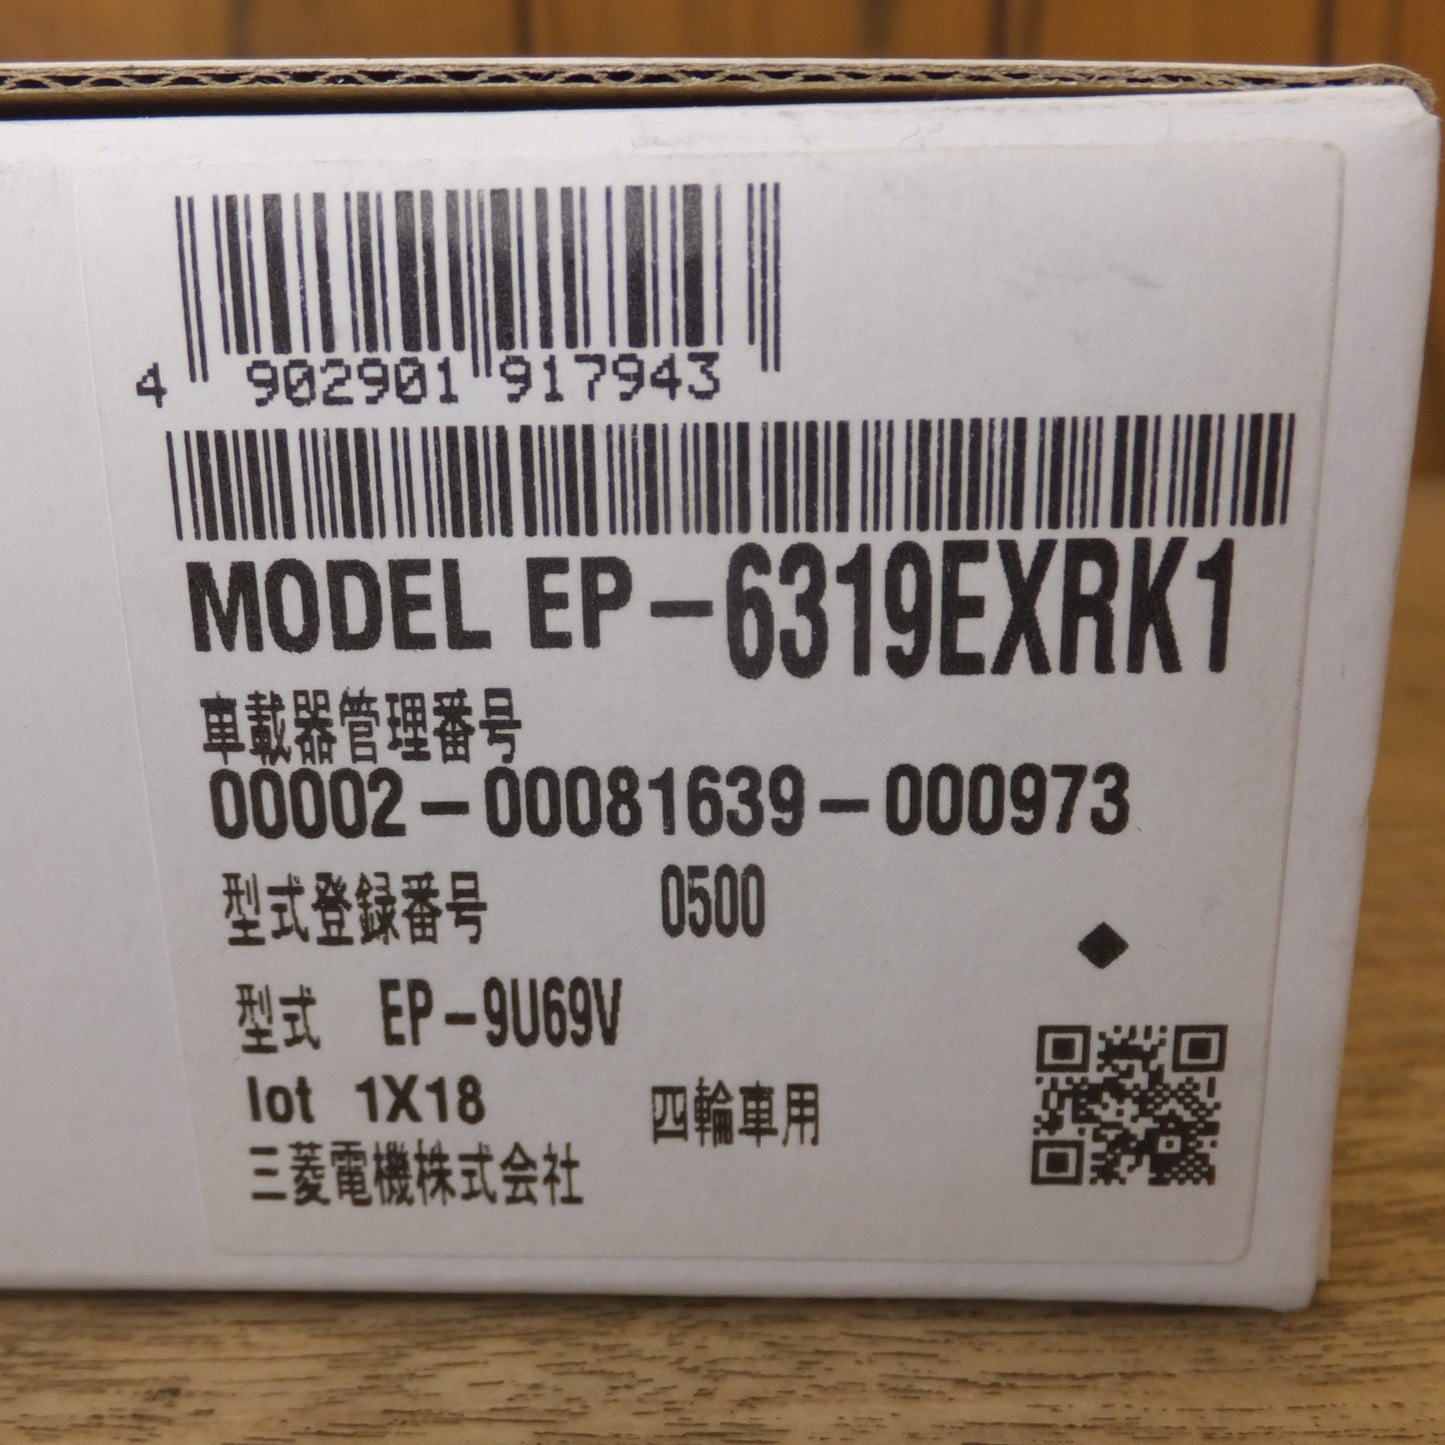 4 902901 917943
MODEL EP-6319EXRK1
車載器管理番号
00002-00081639-000973
型式登録番号 0500
型式 EP-9U69V
lot 1X18 四輪車用
三菱電機株式会社